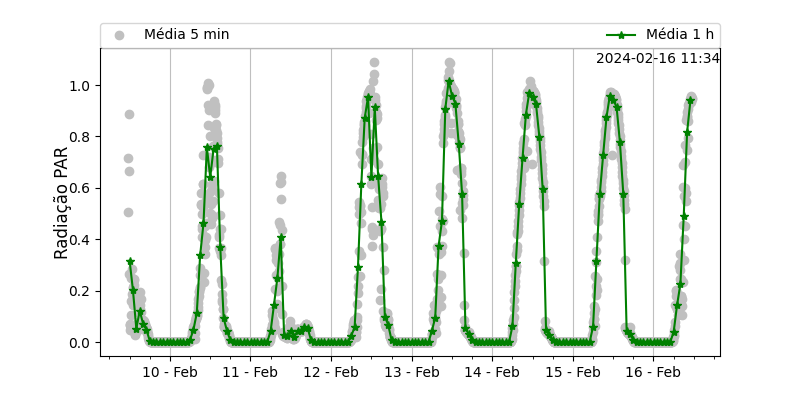 Média 5 min
Média 1 h
2024-02-16 11:34
Radiação PAR
1.0
0.8
0.6
0.4
0.2
0.0
10 - Feb
11 - Feb
12 - Feb
13 - Feb
14 - Feb
15 - Feb
16 - Feb